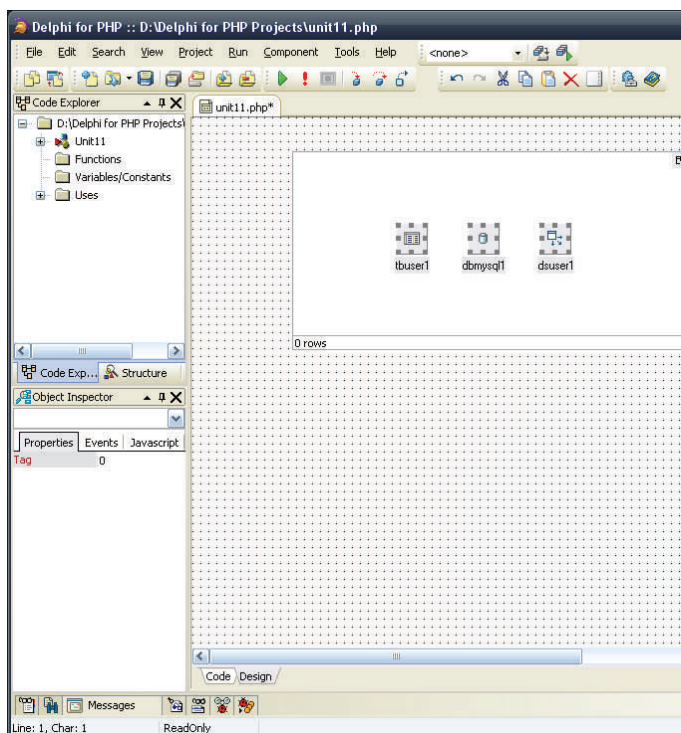 Delphi for PHP :: D:\Delphi for PHP Projects\unit11.php
File Edit Search View Project Run Component Tools Help <none>
Code Explorer
unit11.php*
D:\Delphi for PHP Projects\
Unit11
Functions
Variables/Constants
Uses
tbuser1 dbmysql1 dsuser1
0 rows
Code Exp... Structure
Object Inspector
Properties Events Javascript
Tag 0
Code Design
Messages
Line: 1, Char: 1 ReadOnly